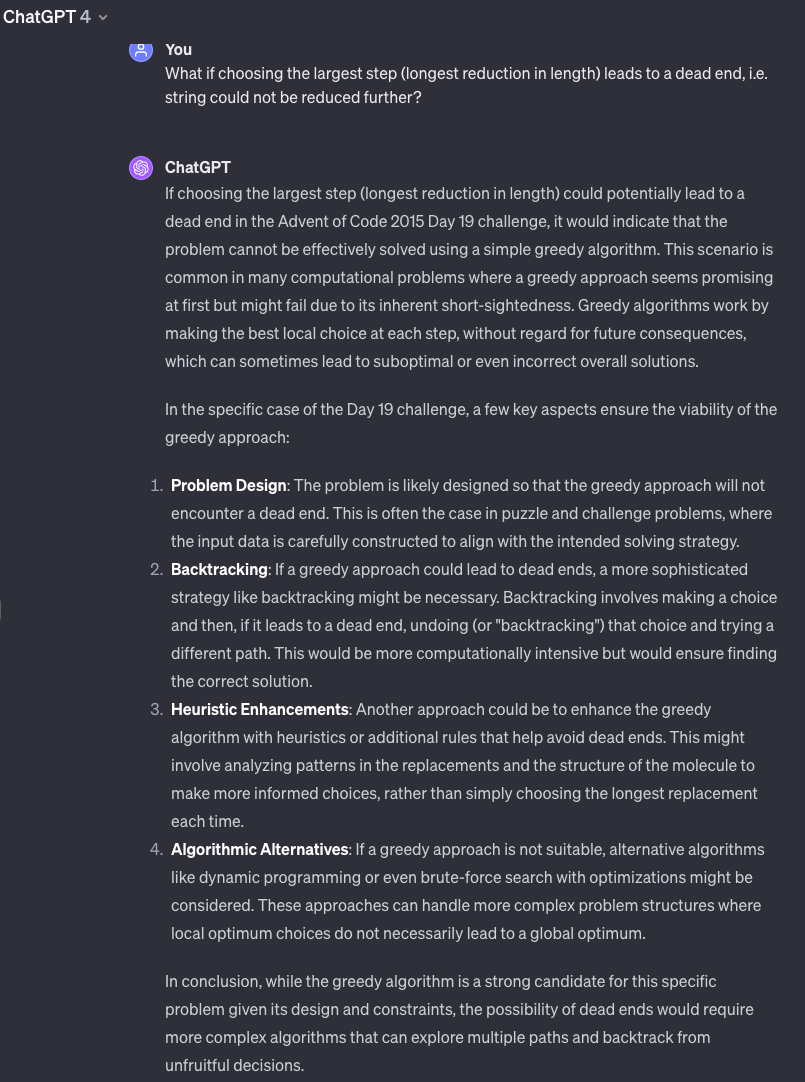 ChatGPT 4
You
What if choosing the largest step (longest reduction in length) leads to a dead end, i.e.
string could not be reduced further?
ChatGPT
If choosing the largest step (longest reduction in length) could potentially lead to a
dead end in the Advent of Code 2015 Day 19 challenge, it would indicate that the
problem cannot be effectively solved using a simple greedy algorithm. This scenario is
common in many computational problems where a greedy approach seems promising
at first but might fail due to its inherent short-sightedness. Greedy algorithms work by
making the best local choice at each step, without regard for future consequences,
which can sometimes lead to suboptimal or even incorrect overall solutions.
In the specific case of the Day 19 challenge, a few key aspects ensure the viability of the
greedy approach:
1. Problem Design: The problem is likely designed so that the greedy approach will not
encounter a dead end. This is often the case in puzzle and challenge problems, where
the input data is carefully constructed to align with the intended solving strategy.
2. Backtracking: If a greedy approach could lead to dead ends, a more sophisticated
strategy like backtracking might be necessary. Backtracking involves making a choice
and then, if it leads to a dead end, undoing (or "backtracking") that choice and trying a
different path. This would be more computationally intensive but would ensure finding
the correct solution.
3. Heuristic Enhancements: Another approach could be to enhance the greedy
algorithm with heuristics or additional rules that help avoid dead ends. This might
involve analyzing patterns in the replacements and the structure of the molecule to
make more informed choices, rather than simply choosing the longest replacement
each time.
4. Algorithmic Alternatives: If a greedy approach is not suitable, alternative algorithms
like dynamic programming or even brute-force search with optimizations might be
considered. These approaches can handle more complex problem structures where
local optimum choices do not necessarily lead to a global optimum.
In conclusion, while the greedy algorithm is a strong candidate for this specific
problem given its design and constraints, the possibility of dead ends would require
more complex algorithms that can explore multiple paths and backtrack from
unfruitful decisions.